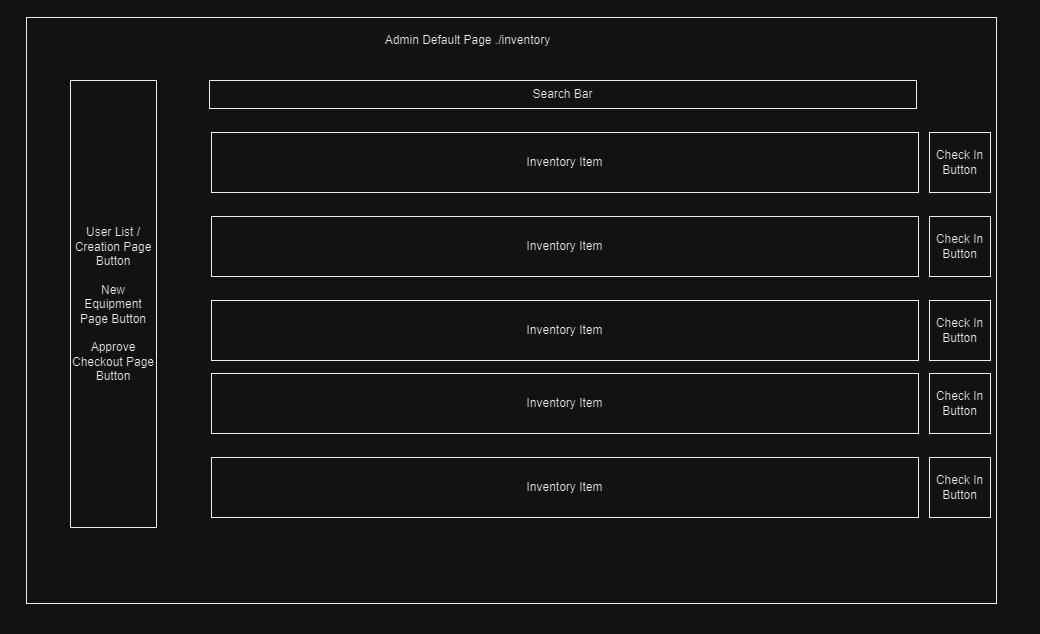 Admin Default Page ./inventory
Search Bar
Inventory Item
Check In
Button
Inventory Item
Check In
Button
Inventory Item
Check In
Button
Inventory Item
Check In
Button
Inventory Item
Check In
Button
User List /
Creation Page
Button
New
Equipment
Page Button
Approve
Checkout Page
Button